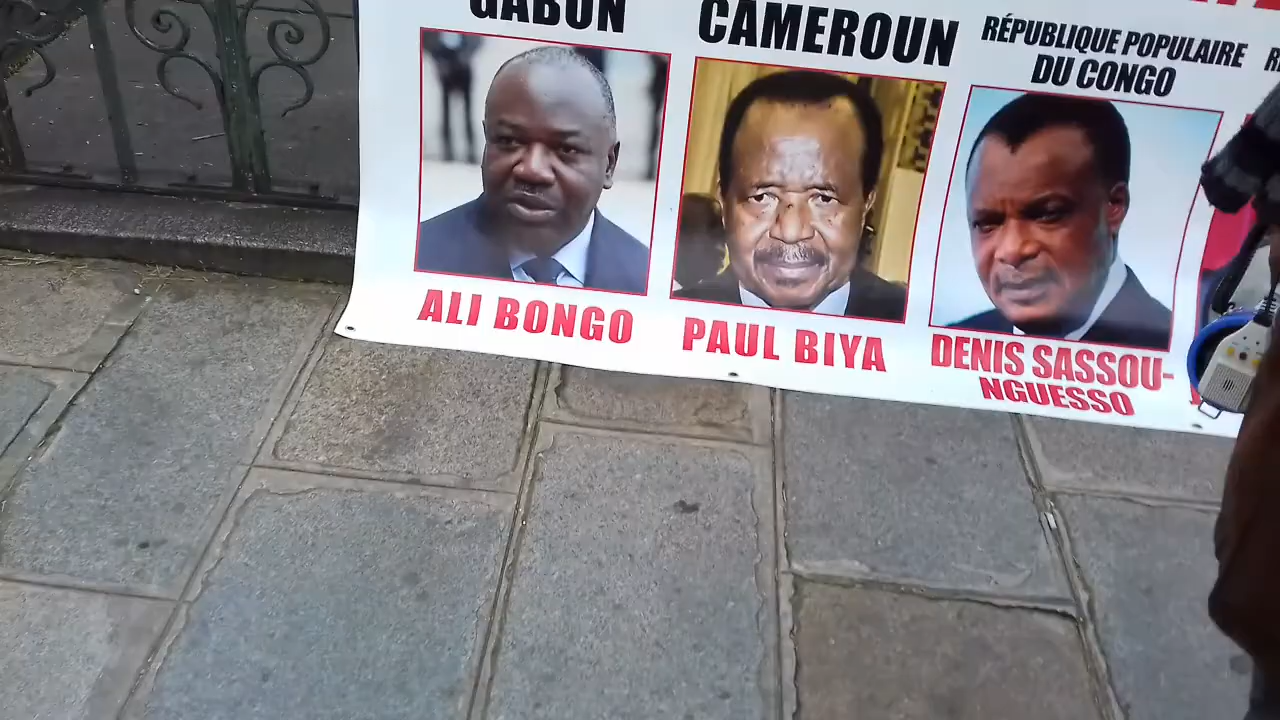 GABON
CAMEROUN
RÉPUBLIQUE POPULAIRE
DU CONGO
ALI BONGO
PAUL BIYA
DENIS SASSOU-
NGUESSO